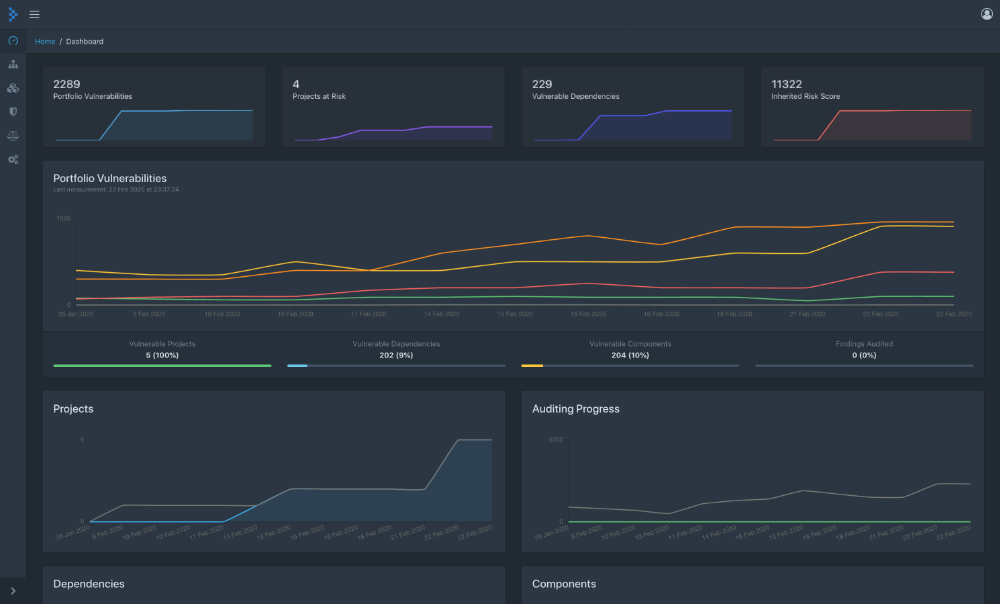 Home / Dashboard
2289
Portfolio Vulnerabilities
4
Projects at Risk
229
Vulnerable Dependencies
11322
Inherited Risk Score
Portfolio Vulnerabilities
Last measurement: 22 Feb 2020 at 23:37:34
1000
0
26 Jan 2020 9 Feb 2020 10 Feb 2020 10 Feb 2020 11 Feb 2020 14 Feb 2020 15 Feb 2020 15 Feb 2020 16 Feb 2020 18 Feb 2020 21 Feb 2020 22 Feb 2020 22 Feb 2020
Vulnerable Projects
5 (100%)
Vulnerable Dependencies
202 (9%)
Vulnerable Components
204 (10%)
Findings Audited
0 (0%)
Projects
5
0
26 Jan 2020 9 Feb 2020 10 Feb 2020 10 Feb 2020 11 Feb 2020 14 Feb 2020 15 Feb 2020 15 Feb 2020 16 Feb 2020 18 Feb 2020 21 Feb 2020 22 Feb 2020 22 Feb 2020
Auditing Progress
5000
0
26 Jan 2020 9 Feb 2020 10 Feb 2020 10 Feb 2020 11 Feb 2020 14 Feb 2020 15 Feb 2020 15 Feb 2020 16 Feb 2020 18 Feb 2020 21 Feb 2020 22 Feb 2020 22 Feb 2020
Dependencies
Components